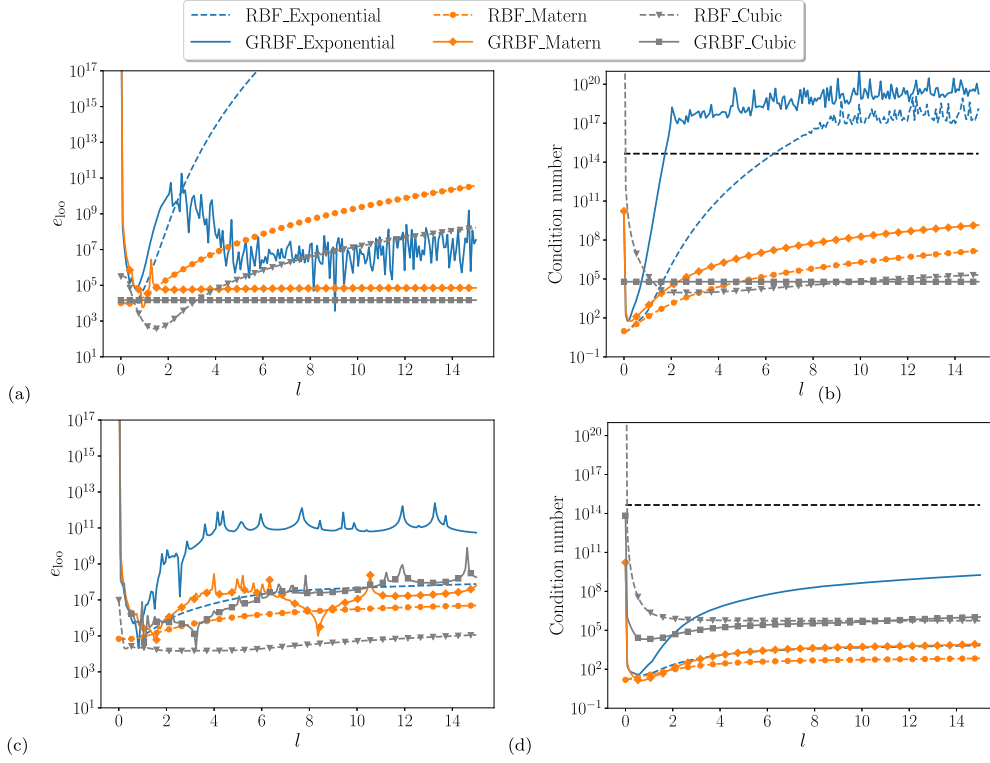 RBF_Exponential RBF_Matern RBF_Cubic
GRBF_Exponential GRBF_Matern GRBF_Cubic
10^17
10^15
10^13
10^11
10^9
10^7
10^5
10^3
10^1
e_loo
0 2 4 6 8 10 12 14
l
(a)
10^20
10^17
10^14
10^11
10^8
10^5
10^2
10^-1
Condition number
0 2 4 6 8 10 12 14
l
(b)
10^17
10^15
10^13
10^11
10^9
10^7
10^5
10^3
10^1
e_loo
0 2 4 6 8 10 12 14
l
(c)
10^20
10^17
10^14
10^11
10^8
10^5
10^2
10^-1
Condition number
0 2 4 6 8 10 12 14
l
(d)